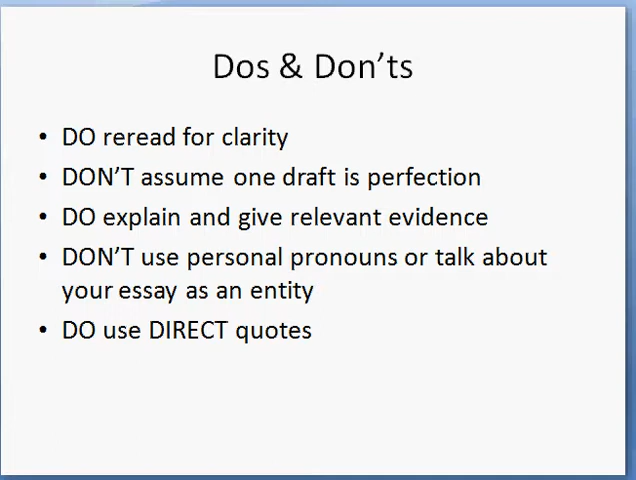 Dos & Don'ts
• DO reread for clarity
• DON'T assume one draft is perfection
• DO explain and give relevant evidence
• DON'T use personal pronouns or talk about
your essay as an entity
• DO use DIRECT quotes